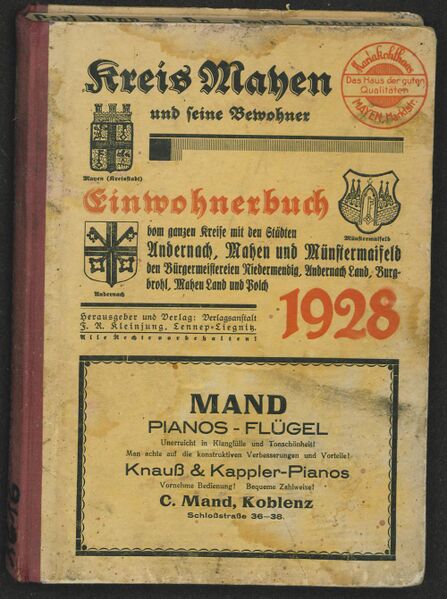 Kreis Mayen
und seine Bewohner
Mariakohlhaas
Das Haus der guten
Qualitäten
MAYEN, Marktstr.
Mayen (Kreisstadt)
Einwohnerbuch
Münstermaifeld
Andernach
vom ganzen Kreise mit den Städten
Andernach, Mayen und Münstermaifeld
den Bürgermeistereien Niedermendig, Andernach Land, Burg-
brohl, Mayen Land und Polch
Herausgeber und Verlag: Verlagsanstalt
F. R. Kleinjung, Lennep-Liegnitz.
Alle Rechte vorbehalten!
1928
MAND
PIANOS - FLÜGEL
Unerreicht in Klangfülle und Tonschönheit!
Man achte auf die konstruktiven Verbesserungen und Vorteile!
Knauß & Kappler-Pianos
Vornehme Bedienung! Bequeme Zahlweise!
C. Mand, Koblenz
Schloßstraße 36-38.